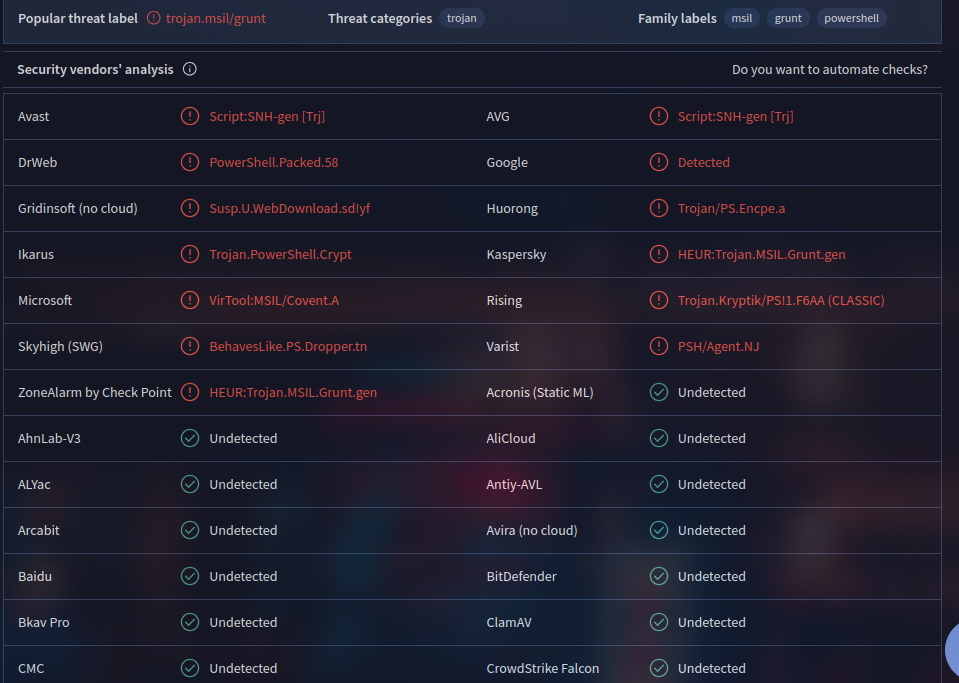 Popular threat label trojan.msil/grunt Threat categories trojan Family labels msil grunt powershell
Security vendors' analysis Do you want to automate checks?
Avast Script:SNH-gen [Trj] AVG Script:SNH-gen [Trj]
DrWeb PowerShell.Packed.58 Google Detected
Gridinsoft (no cloud) Susp.U.WebDownload.sd!yf Huorong Trojan/PS.Encpe.a
Ikarus Trojan.PowerShell.Crypt Kaspersky HEUR:Trojan.MSIL.Grunt.gen
Microsoft VirTool:MSIL/Covent.A Rising Trojan.Kryptik/PS!1.F6AA (CLASSIC)
Skyhigh (SWG) BehavesLike.PS.Dropper.tn Varist PSH/Agent.NJ
ZoneAlarm by Check Point HEUR:Trojan.MSIL.Grunt.gen Acronis (Static ML) Undetected
AhnLab-V3 Undetected AliCloud Undetected
ALYac Undetected Antiy-AVL Undetected
Arcabit Undetected Avira (no cloud) Undetected
Baidu Undetected BitDefender Undetected
Bkav Pro Undetected ClamAV Undetected
CMC Undetected CrowdStrike Falcon Undetected